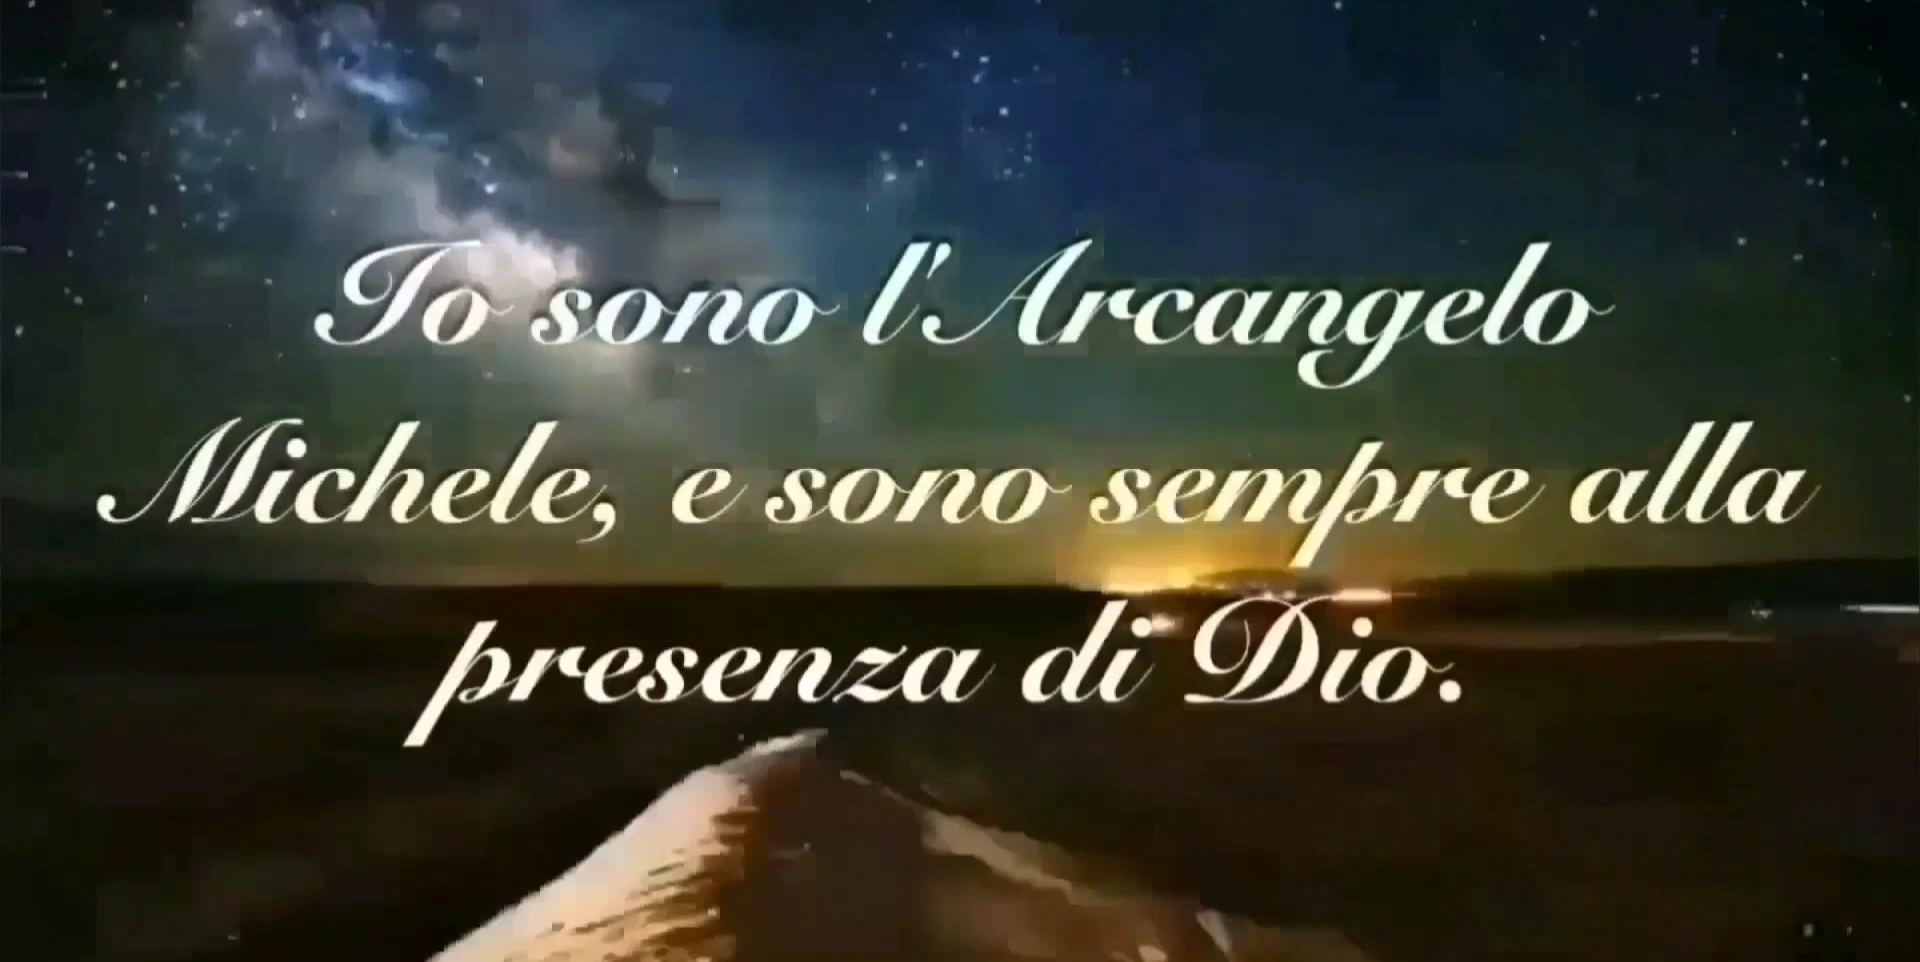 Io sono l'Arcangelo
Michele, e sono sempre alla
presenza di Dio.